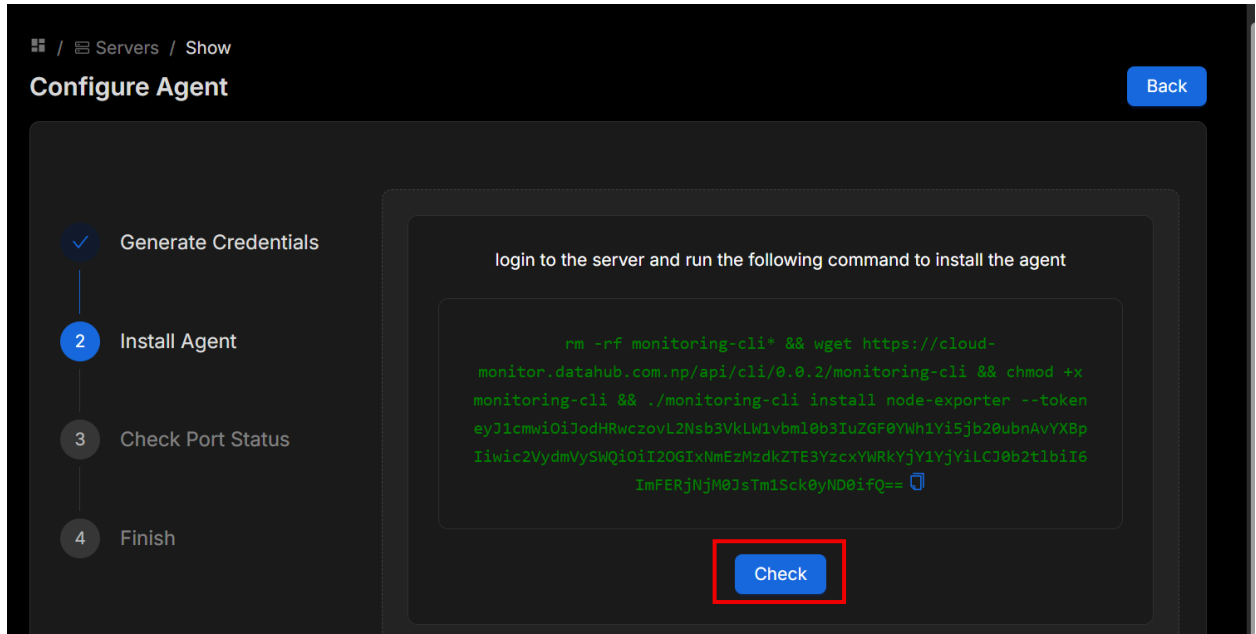 / Servers / Show
Configure Agent
Back
Generate Credentials
2 Install Agent
3 Check Port Status
4 Finish
login to the server and run the following command to install the agent
rm -rf monitoring-cli* && wget https://cloud-
monitor.datahub.com.np/api/cli/0.0.2/monitoring-cli && chmod +x
monitoring-cli && ./monitoring-cli install node-exporter --token
eyJ1cmwiOiJodHRwczovL2Nsb3VkLW1vbml0b3IuZGF0YWh1Yi5jb20ubnAvYXBp
Iiwic2VydmVySWQiOiI2OGIxNmEzMzdkZTE3YzcxYWRkYjY1YjYiLCJ0b2tlbiI6
ImFERjNjM0JsTm1Sck0yND0ifQ==
Check